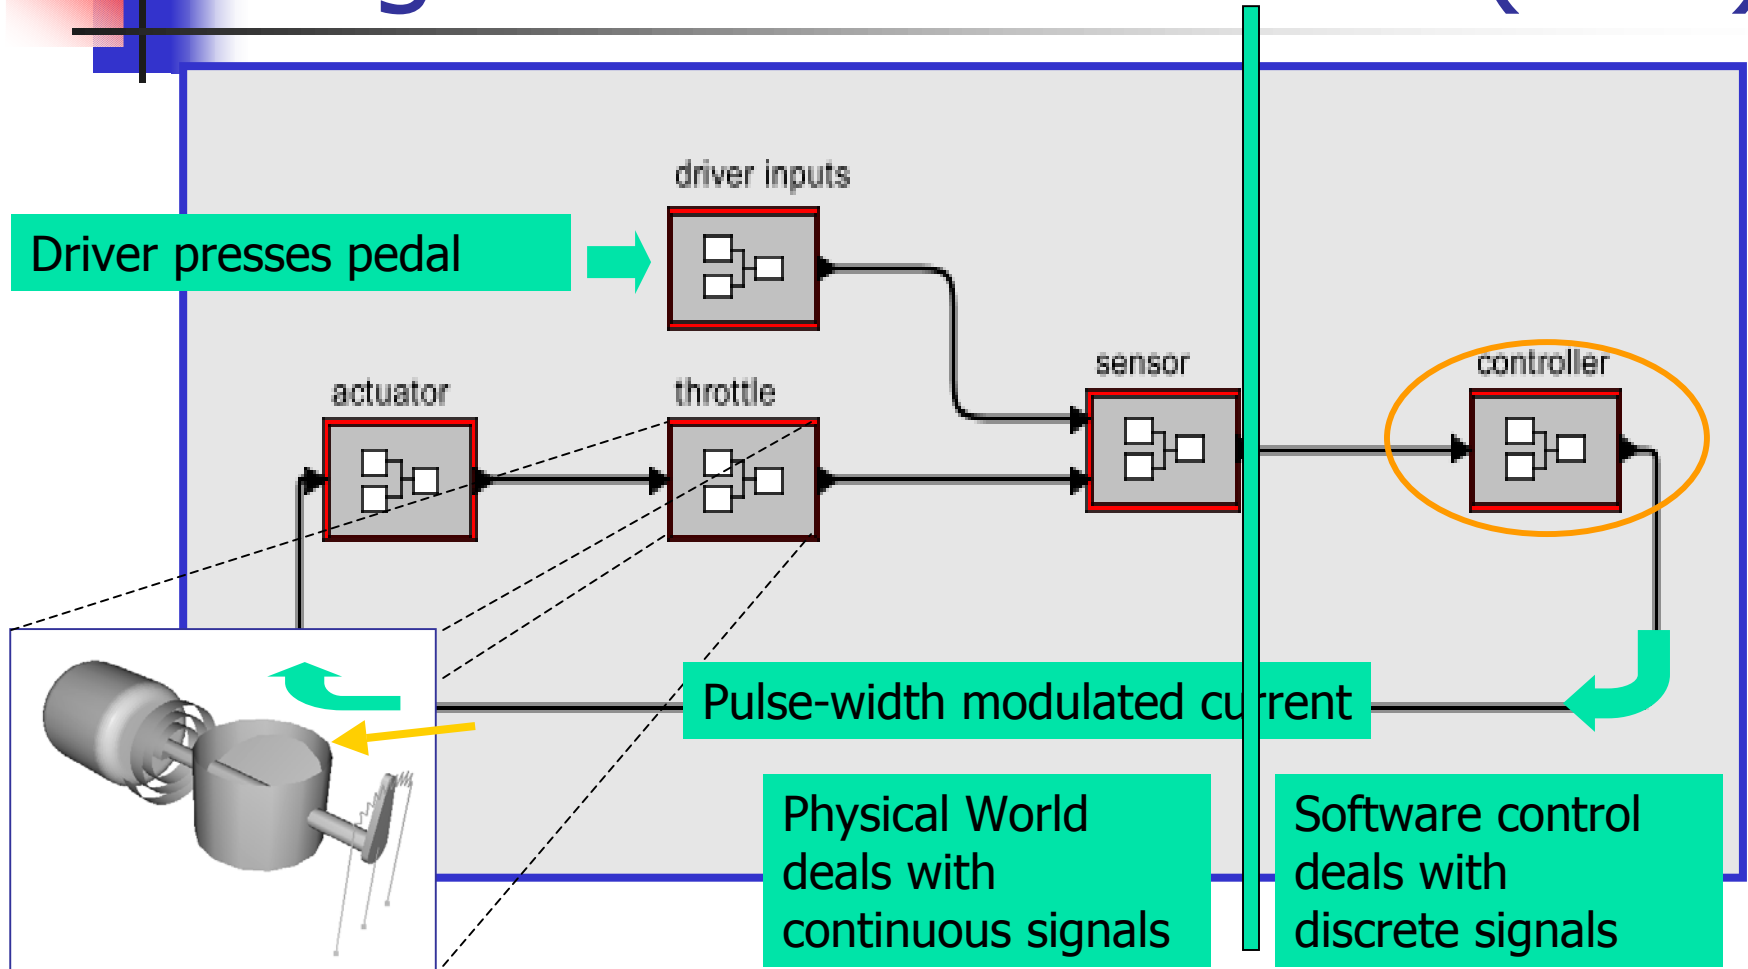 driver inputs
Driver presses pedal
sensor
controller
actuator
throttle
Pulse-width modulated current
Physical World
deals with
continuous signals
Software control
deals with
discrete signals